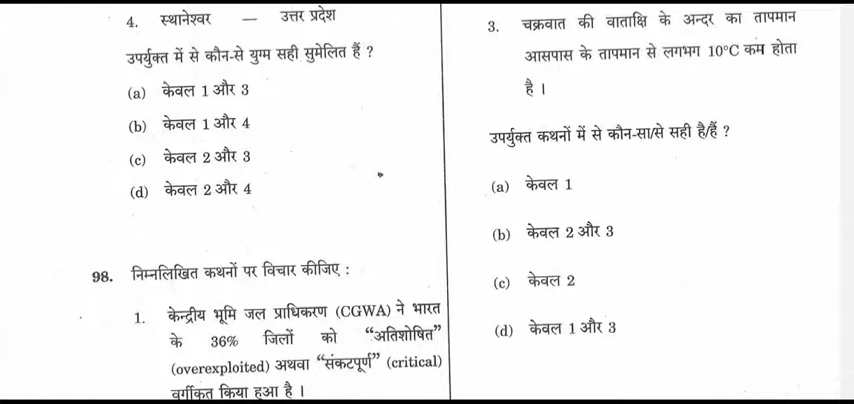 4. स्थानेश्वर — उत्तर प्रदेश
उपर्युक्त में से कौन-से युग्म सही सुमेलित हैं ?
(a) केवल 1 और 3
(b) केवल 1 और 4
(c) केवल 2 और 3
(d) केवल 2 और 4
98. निम्नलिखित कथनों पर विचार कीजिए :
1. केन्द्रीय भूमि जल प्राधिकरण (CGWA) ने भारत
के 36% जिलों को “अतिशोषित”
(overexploited) अथवा “संकटपूर्ण” (critical)
वर्गीकृत किया हुआ है ।
3. चक्रवात की वाताक्षि के अन्दर का तापमान
आसपास के तापमान से लगभग 10°C कम होता
है ।
उपर्युक्त कथनों में से कौन-सा/से सही है/हैं ?
(a) केवल 1
(b) केवल 2 और 3
(c) केवल 2
(d) केवल 1 और 3